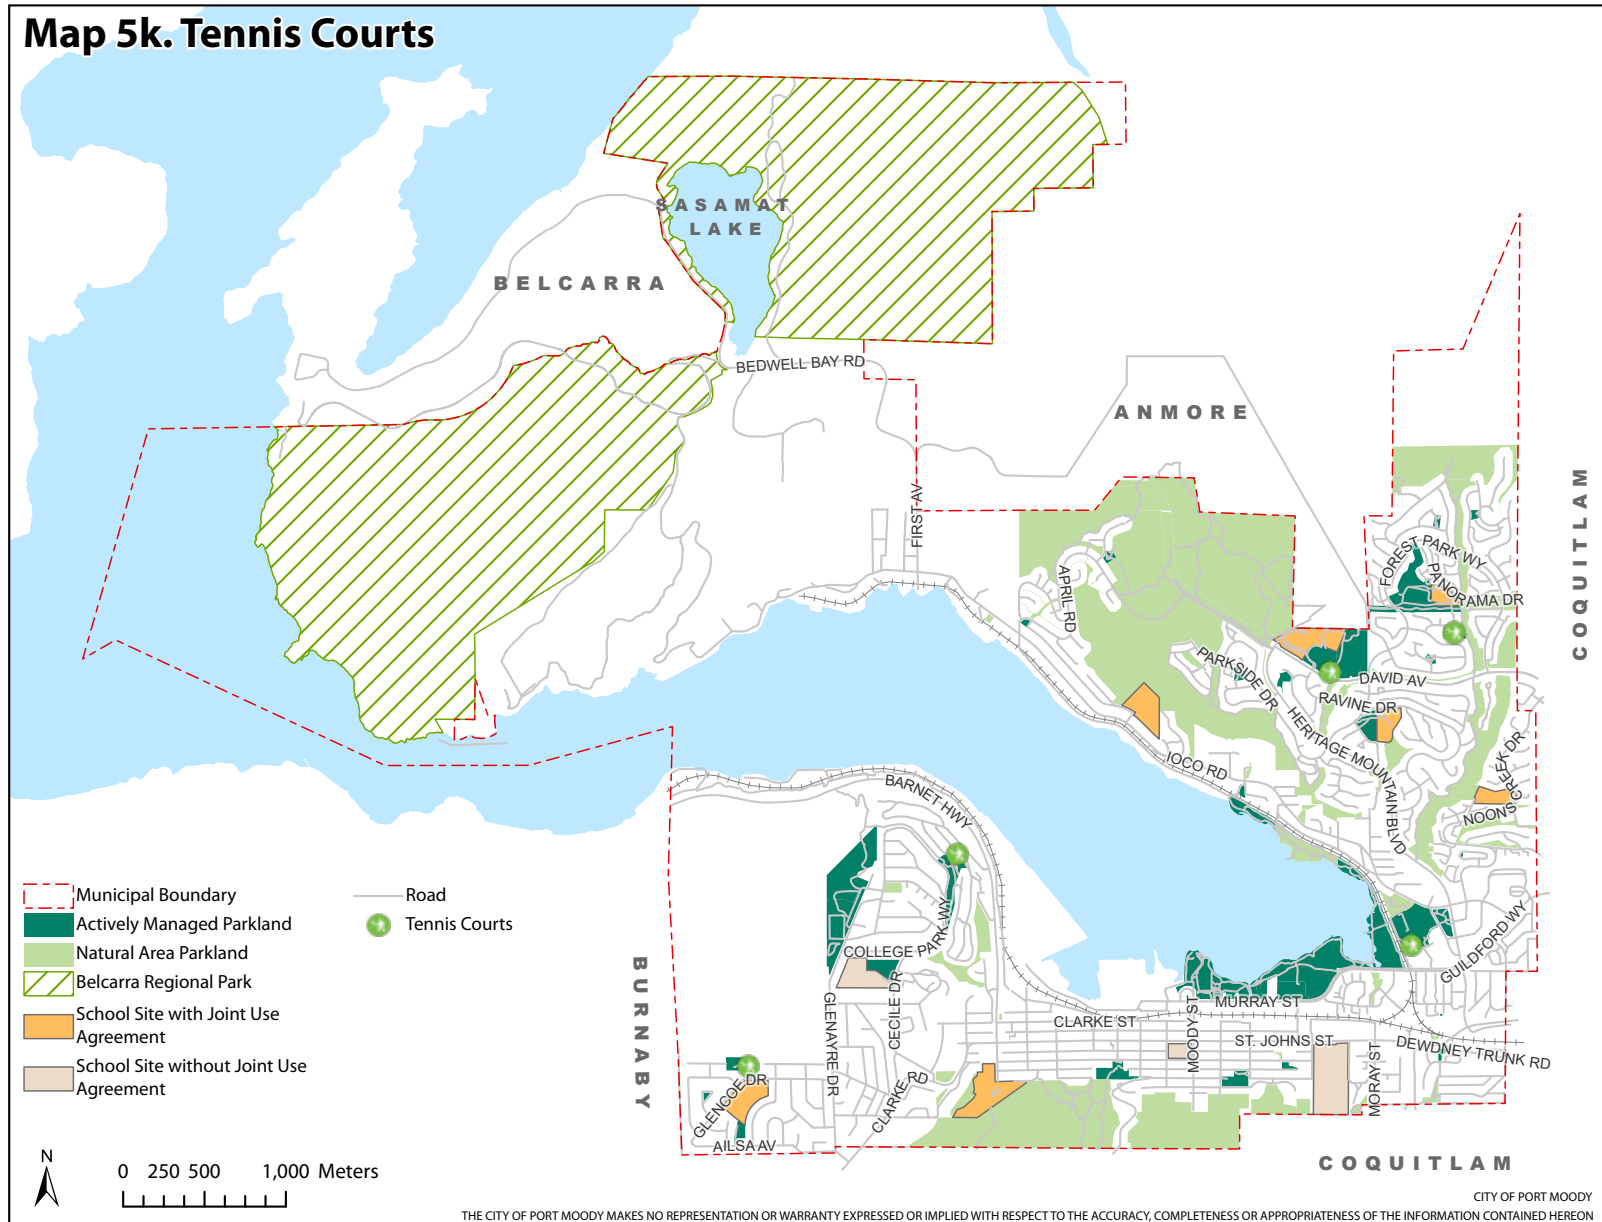 Map 5k. Tennis Courts
SASAMAT
LAKE
BELCARRA
BEDWELL BAY RD
ANMORE
COQUITLAM
FIRST AV
APRIL RD
FOREST PARK WY
PANORAMA DR
PARKSIDE DR
DAVID AV
RAVINE DR
HERITAGE MOUNTAIN BLVD
IOCO RD
NOONS CREEK DR
BARNET HWY
COLLEGE PARK WY
GUILDFORD WY
BURNABY
GLENAYRE DR
CECILE DR
MURRAY ST
CLARKE ST
MOODY ST
ST. JOHNS ST
DEWDNEY TRUNK RD
MORAY ST
CLARKE RD
GLENCOE DR
AILSA AV
COQUITLAM
Municipal Boundary
Actively Managed Parkland
Natural Area Parkland
Belcarra Regional Park
School Site with Joint Use
Agreement
School Site without Joint Use
Agreement
Road
Tennis Courts
N
0 250 500 1,000 Meters
CITY OF PORT MOODY
THE CITY OF PORT MOODY MAKES NO REPRESENTATION OR WARRANTY EXPRESSED OR IMPLIED WITH RESPECT TO THE ACCURACY, COMPLETENESS OR APPROPRIATENESS OF THE INFORMATION CONTAINED HEREON